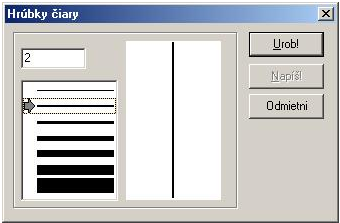 Hrúbky čiary
2
Urob!
Napíš!
Odmietni